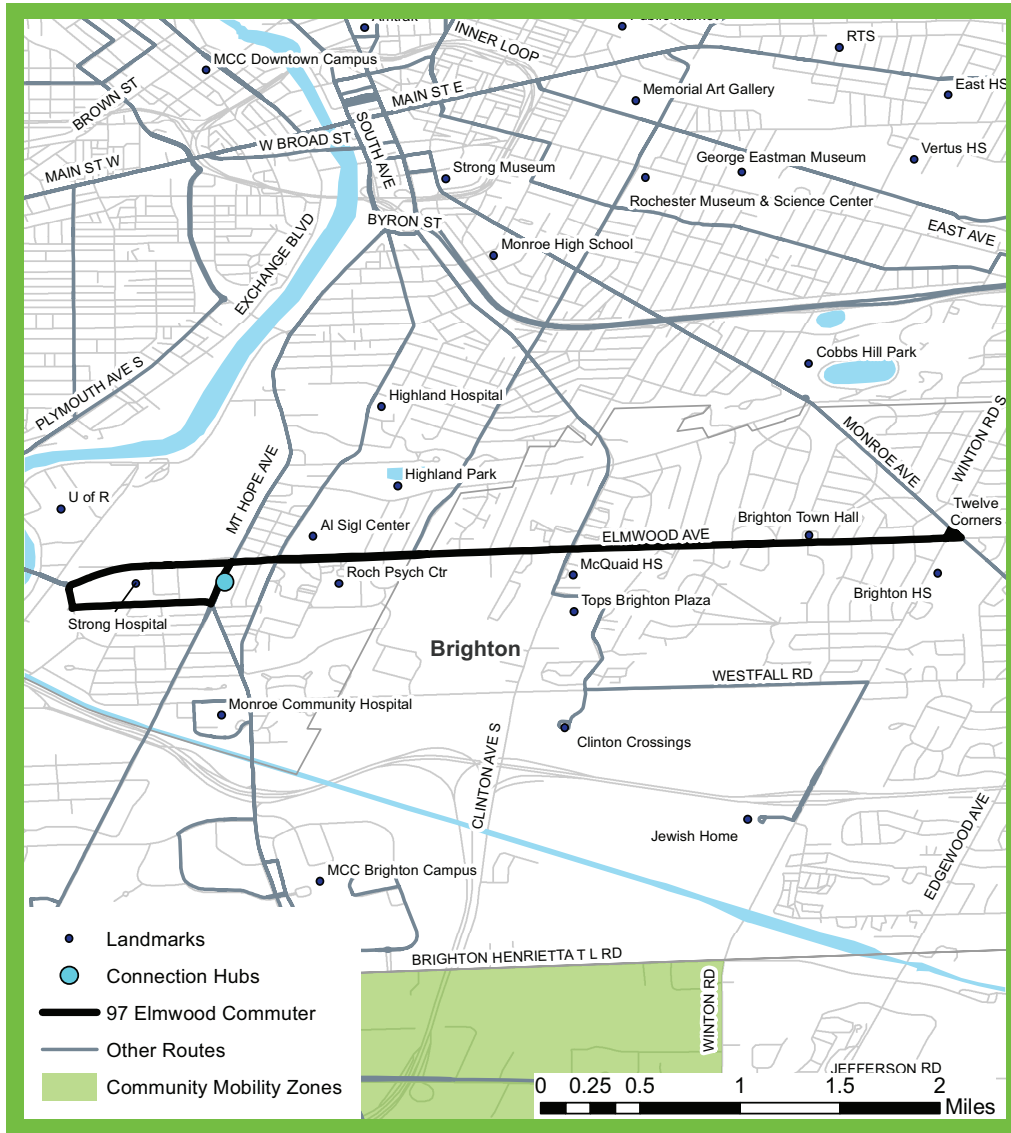 Amtrak
Public Market
INNER LOOP
RTS
MCC Downtown Campus
East HS
BROWN ST
MAIN ST E
Memorial Art Gallery
W BROAD ST
SOUTH AVE
George Eastman Museum
Vertus HS
MAIN ST W
Strong Museum
Rochester Museum & Science Center
BYRON ST
EAST AVE
EXCHANGE BLVD
Monroe High School
PLYMOUTH AVE S
Cobbs Hill Park
Highland Hospital
MONROE AVE
WINTON RD S
MT HOPE AVE
Highland Park
U of R
Al Sigl Center
Brighton Town Hall
Twelve
Corners
ELMWOOD AVE
Roch Psych Ctr
McQuaid HS
Brighton HS
Strong Hospital
Tops Brighton Plaza
Brighton
WESTFALL RD
Monroe Community Hospital
Clinton Crossings
CLINTON AVE S
Jewish Home
EDGEWOOD AVE
MCC Brighton Campus
BRIGHTON HENRIETTA T L RD
WINTON RD
JEFFERSON RD
Landmarks
Connection Hubs
97 Elmwood Commuter
Other Routes
Community Mobility Zones
0 0.25 0.5 1 1.5 2
Miles